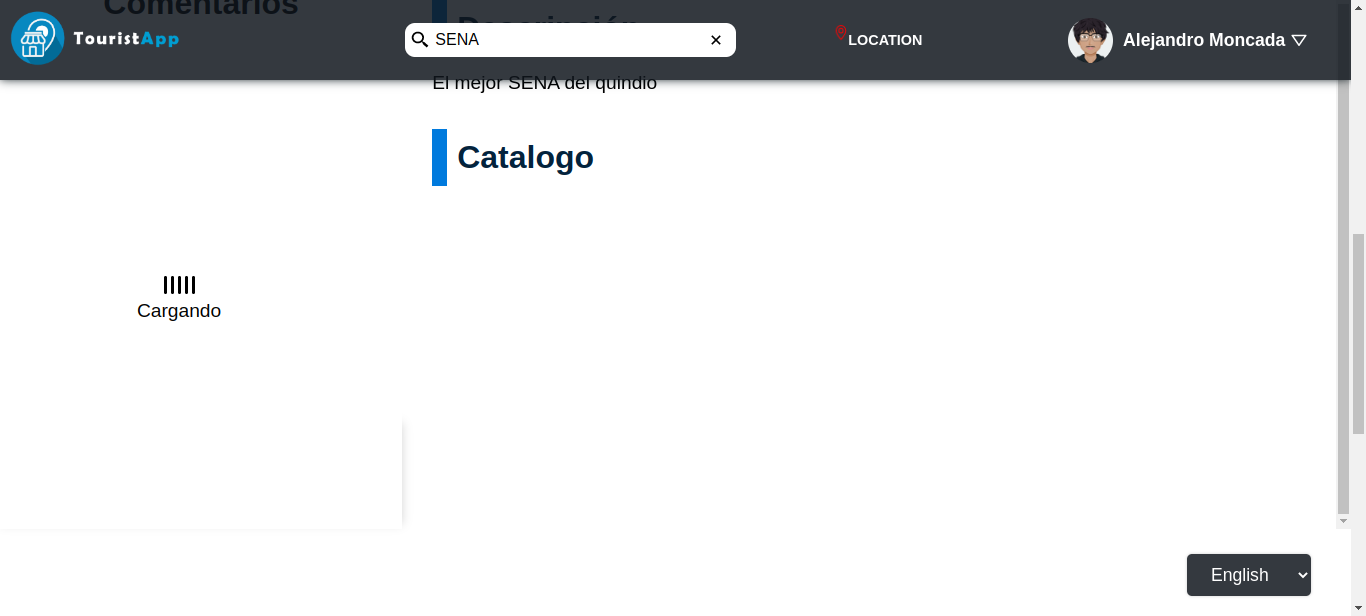 Comentarios
Descripción
TouristApp
SENA
LOCATION
Alejandro Moncada
El mejor SENA del quindio
Catalogo
Cargando
English